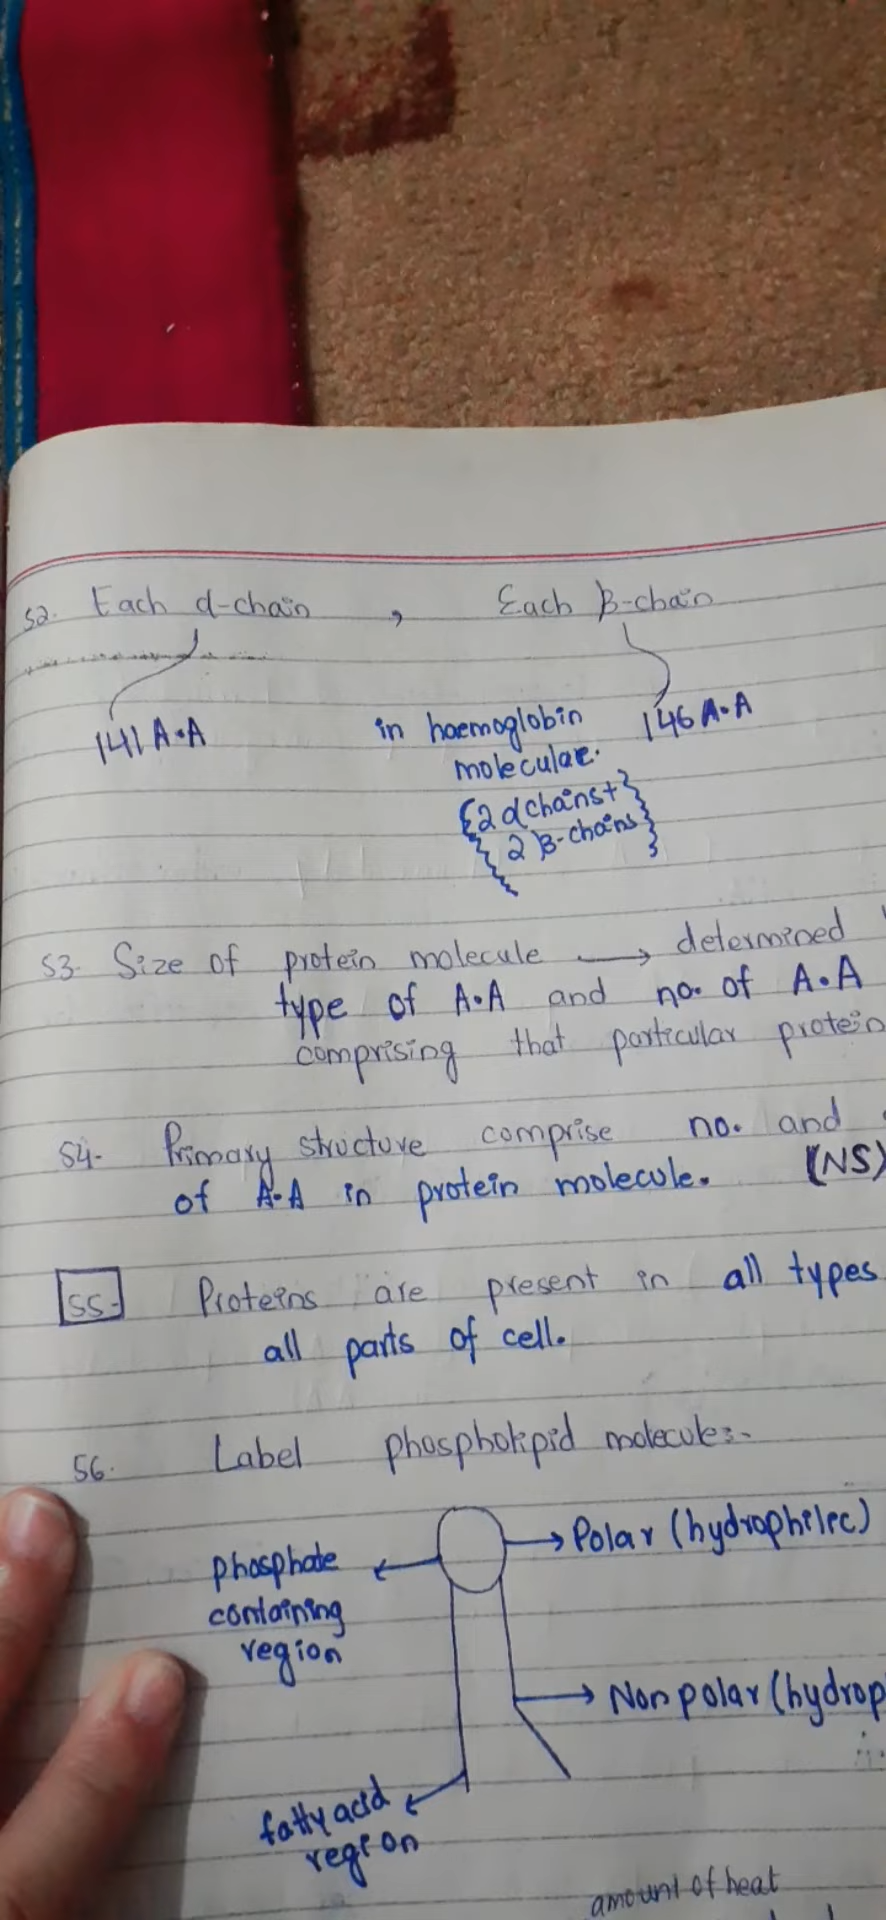 52. Each α-chain , Each β-chain
141 A.A in haemoglobin 146 A.A
moleculae.
{2 α chains +}
{2 β-chains}
53. Size of protein molecule → determined
type of A.A and no. of A.A
comprising that particular protein
54- Primary structure comprise no. and
of A.A in protein molecule. (NS)
55- Proteins are present in all types
all parts of cell.
56. Label phospholipid molecule:-
Polar (hydrophilic)
phosphate
containing
region
Non polar (hydrop
fatty acid
region
amount of heat